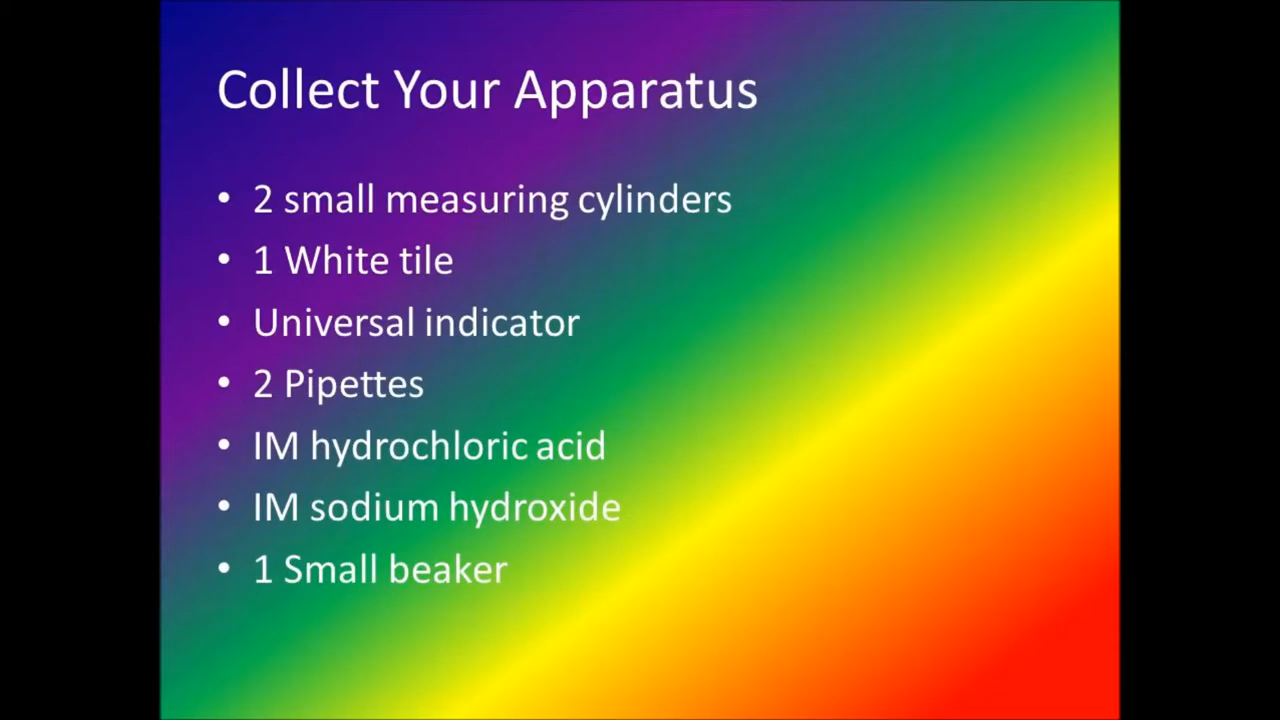 Collect Your Apparatus
• 2 small measuring cylinders
• 1 White tile
• Universal indicator
• 2 Pipettes
• IM hydrochloric acid
• IM sodium hydroxide
• 1 Small beaker